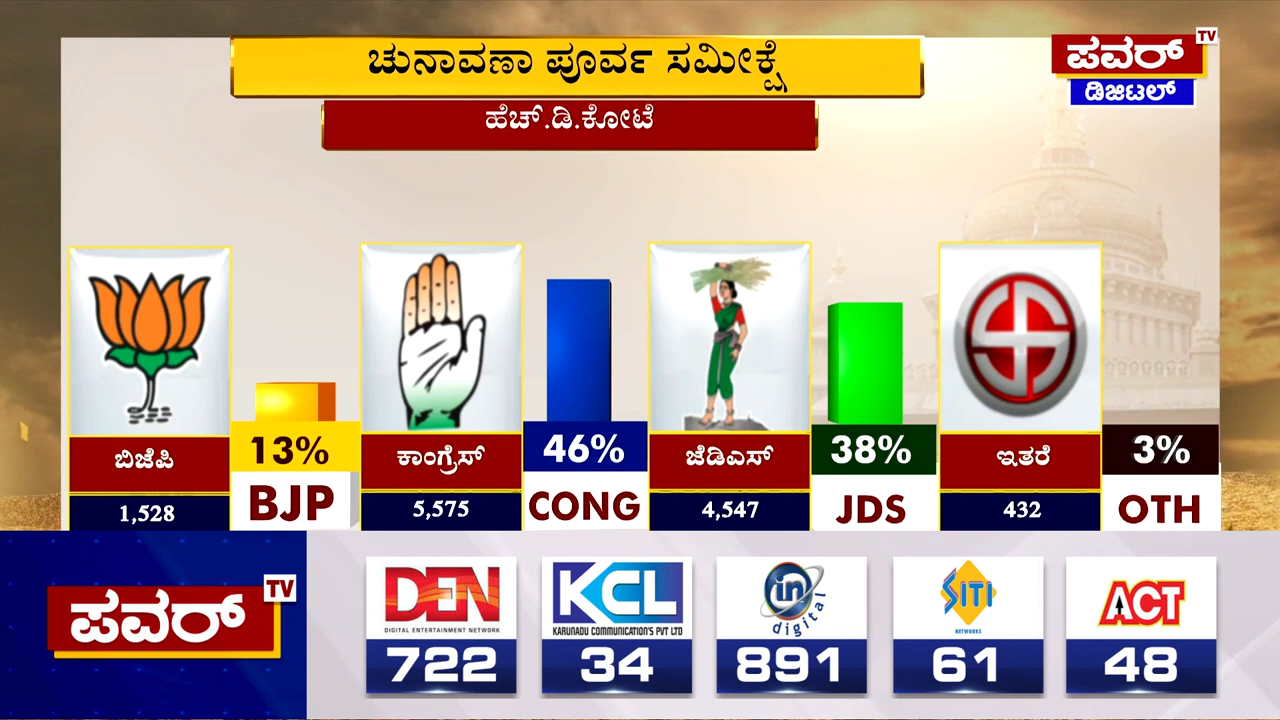 ಚುನಾವಣಾ ಪೂರ್ವ ಸಮೀಕ್ಷೆ
ಹೆಚ್.ಡಿ.ಕೋಟೆ
ಪವರ್ TV
ಡಿಜಿಟಲ್
ಬಿಜೆಪಿ
1,528
13%
BJP
ಕಾಂಗ್ರೆಸ್
5,575
46%
CONG
ಜೆಡಿಎಸ್
4,547
38%
JDS
ಇತರೆ
432
3%
OTH
ಪವರ್ TV
DEN
DIGITAL ENTERTAINMENT NETWORK
722
KCL
KARUNADU COMMUNICATION'S PVT LTD
34
in
digital
891
SITI
NETWORKS
61
ACT
48